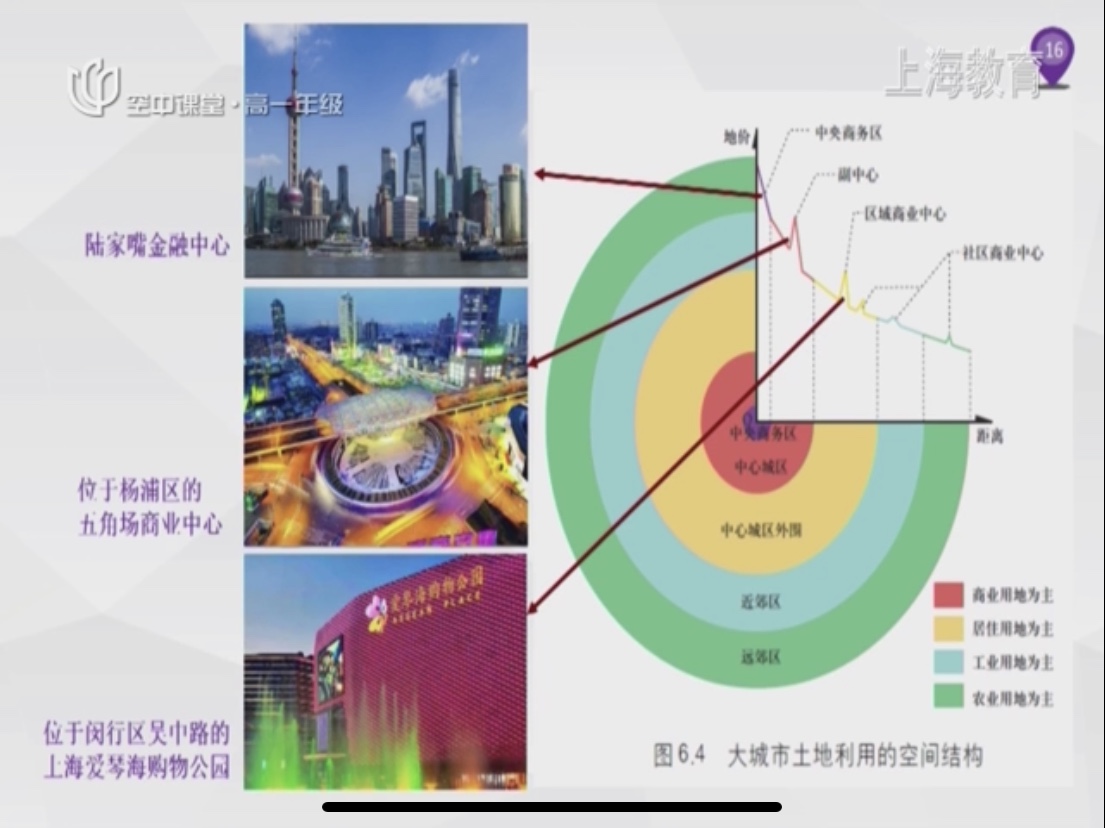 空中课堂·高一年级
上海教育
16
陆家嘴金融中心
位于杨浦区的
五角场商业中心
爱琴海购物公园
AEGEAN PLACE
位于闵行区吴中路的
上海爱琴海购物公园
地价
中央商务区
副中心
区域商业中心
社区商业中心
距离
中央商务区
中心城区
中心城区外围
近郊区
远郊区
商业用地为主
居住用地为主
工业用地为主
农业用地为主
图6.4 大城市土地利用的空间结构